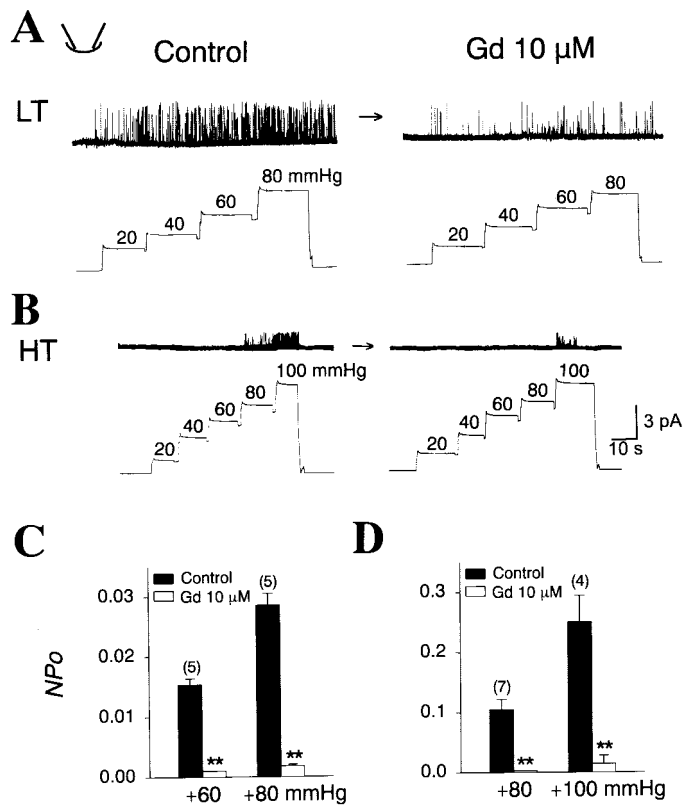 A
Control
Gd 10 µM
LT
20
40
60
80 mmHg
20
40
60
80
B
HT
20
40
60
80
100 mmHg
20
40
60
80
100
3 pA
10 s
C
Control
Gd 10 µM
NPo
0.03
0.02
0.01
0.00
(5)
**
(5)
**
+60
+80 mmHg
D
Control
Gd 10 µM
0.3
0.2
0.1
0.0
(7)
**
(4)
**
+80
+100 mmHg